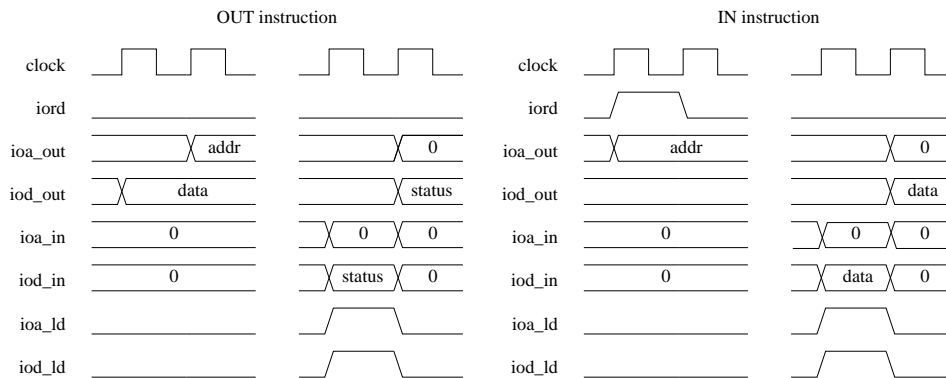 OUT instruction
clock
iord
ioa_out addr 0
iod_out data status
ioa_in 0 0 0
iod_in 0 status 0
ioa_ld
iod_ld
IN instruction
clock
iord
ioa_out addr 0
iod_out data
ioa_in 0 0 0
iod_in 0 data 0
ioa_ld
iod_ld